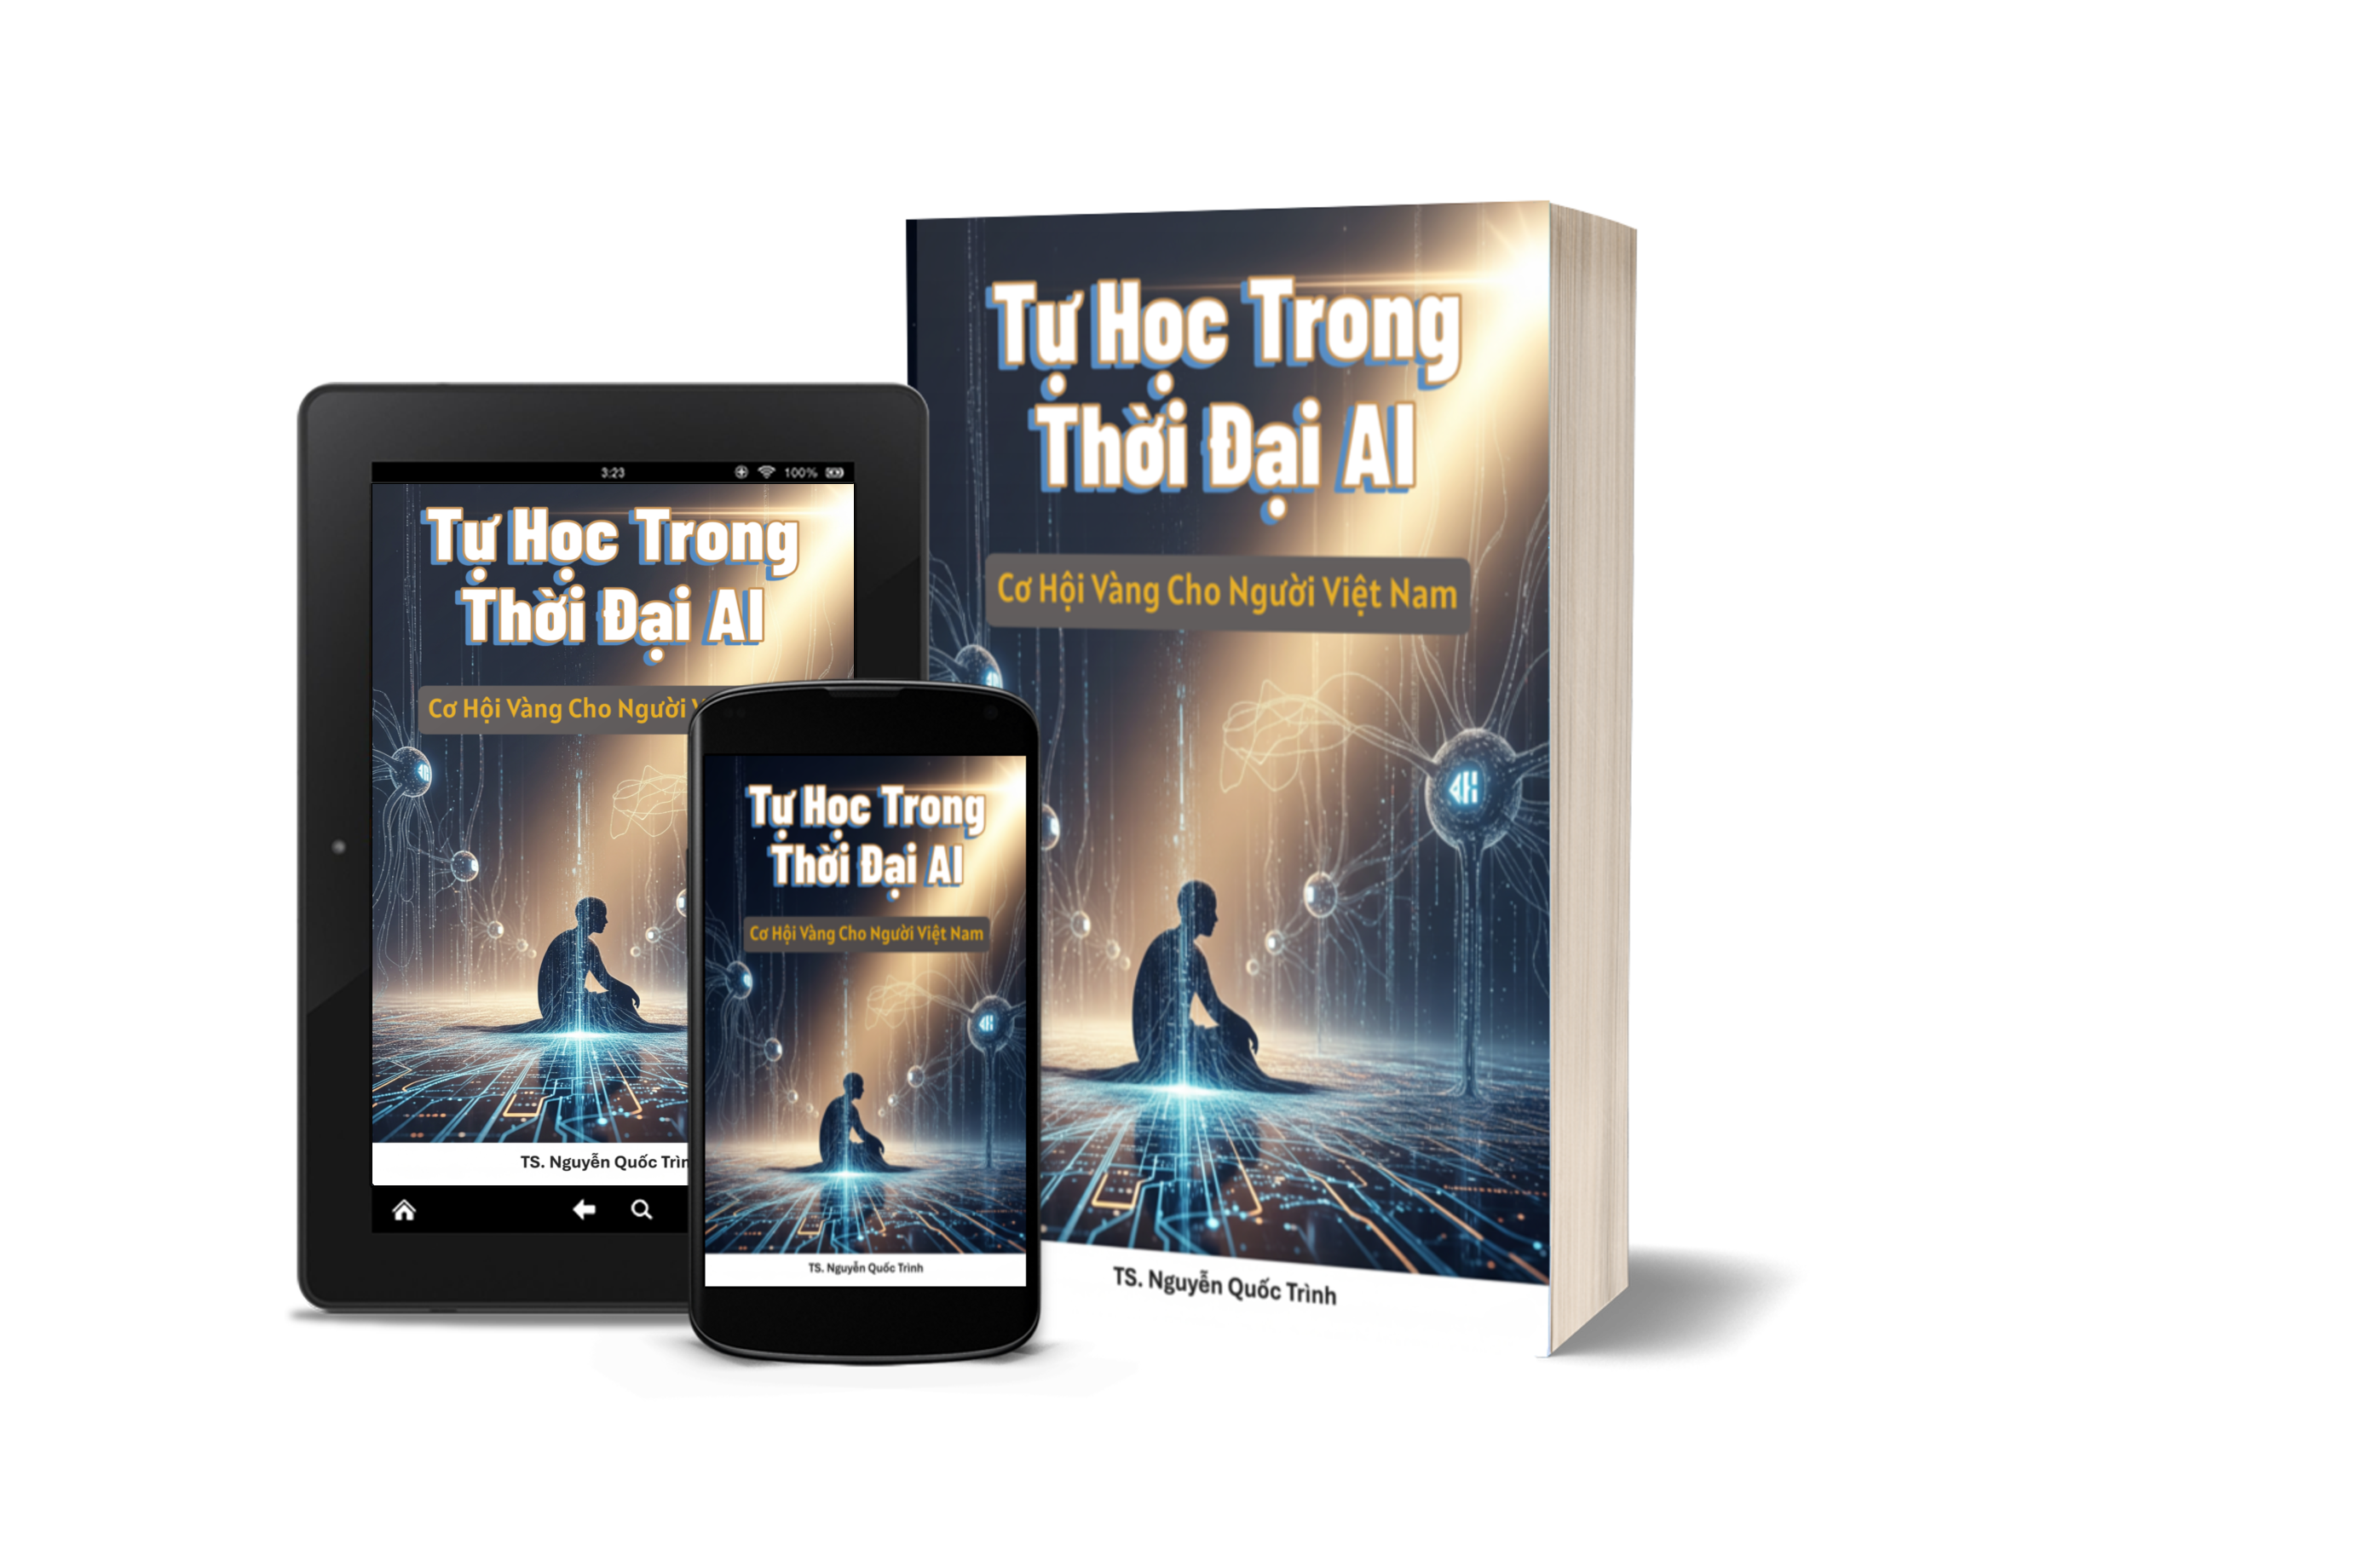 3:23
100%
Tự Học Trong
Thời Đại AI
Cơ Hội Vàng Cho Người
TS. Nguyễn Quốc
Tự Học Trong
Thời Đại AI
Cơ Hội Vàng Cho Người Việt Nam
TS. Nguyễn Quốc Trình
Tự Học Trong
Thời Đại AI
Cơ Hội Vàng Cho Người Việt Nam
TS. Nguyễn Quốc Trình